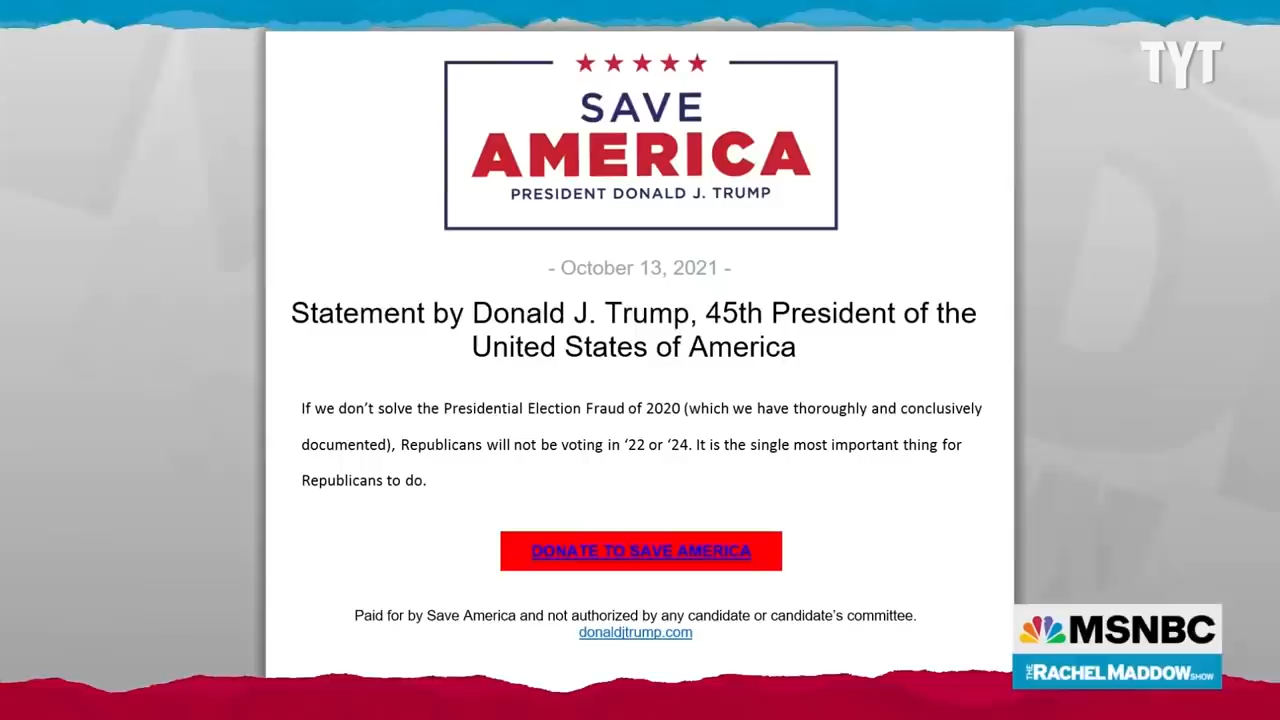 TYT
SAVE
AMERICA
PRESIDENT DONALD J. TRUMP
- October 13, 2021 -
Statement by Donald J. Trump, 45th President of the
United States of America
If we don’t solve the Presidential Election Fraud of 2020 (which we have thoroughly and conclusively
documented), Republicans will not be voting in ‘22 or ‘24. It is the single most important thing for
Republicans to do.
DONATE TO SAVE AMERICA
Paid for by Save America and not authorized by any candidate or candidate’s committee.
donaldjtrump.com
MSNBC
THE RACHEL MADDOW SHOW